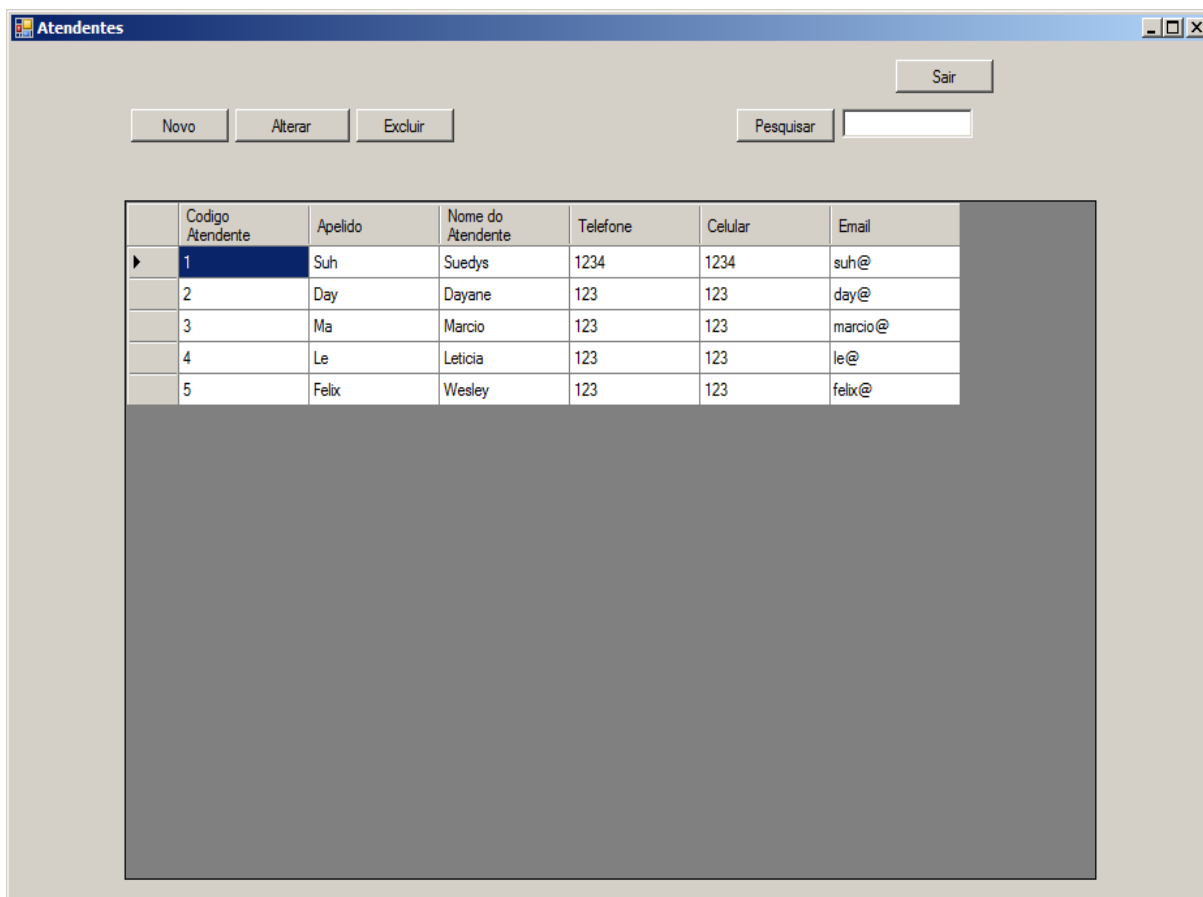 Atendentes
Sair
Novo Alterar Excluir Pesquisar
Codigo Atendente Apelido Nome do Atendente Telefone Celular Email
1 Suh Suedys 1234 1234 suh@
2 Day Dayane 123 123 day@
3 Ma Marcio 123 123 marcio@
4 Le Leticia 123 123 le@
5 Felix Wesley 123 123 felix@